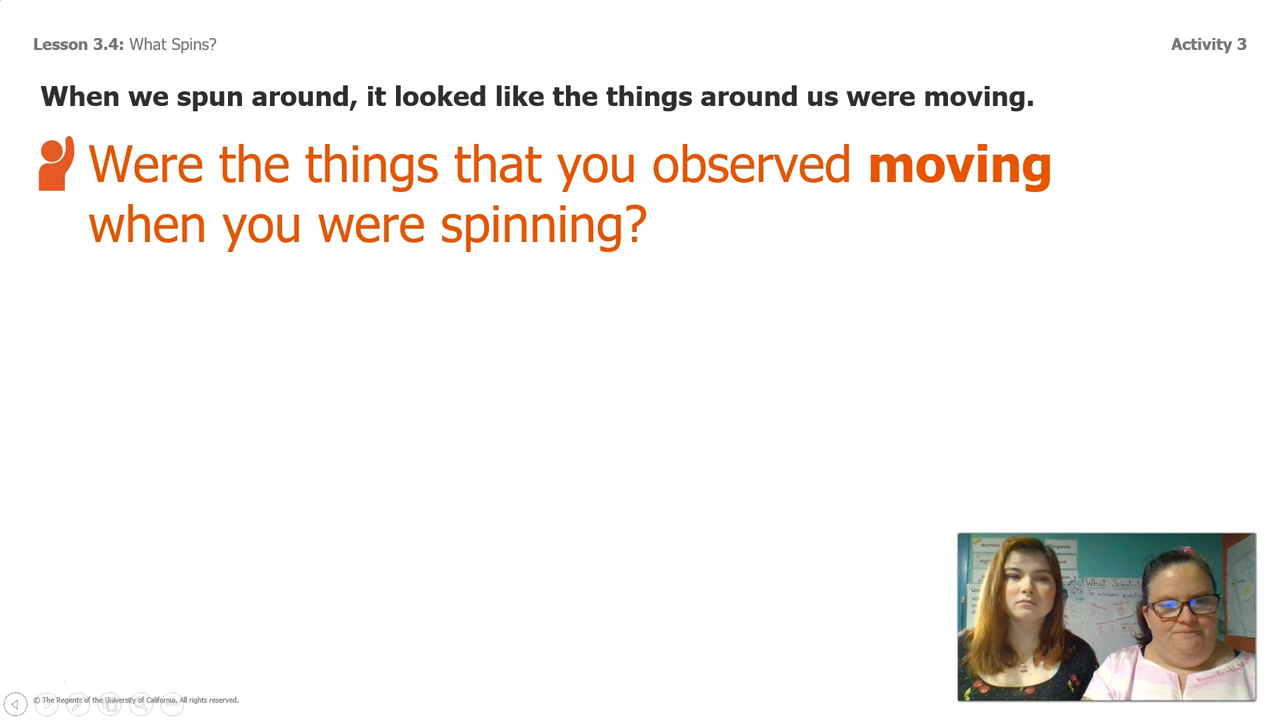 Lesson 3.4: What Spins?
Activity 3
When we spun around, it looked like the things around us were moving.
Were the things that you observed moving
when you were spinning?
What Scientist
© The Regents of the University of California. All rights reserved.